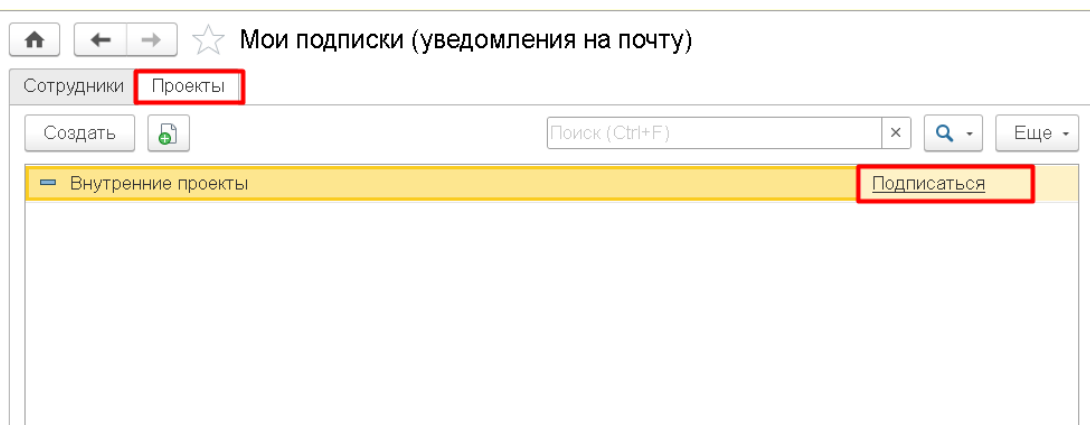 Мои подписки (уведомления на почту)
Сотрудники Проекты
Создать Поиск (Ctrl+F) × Еще
Внутренние проекты Подписаться